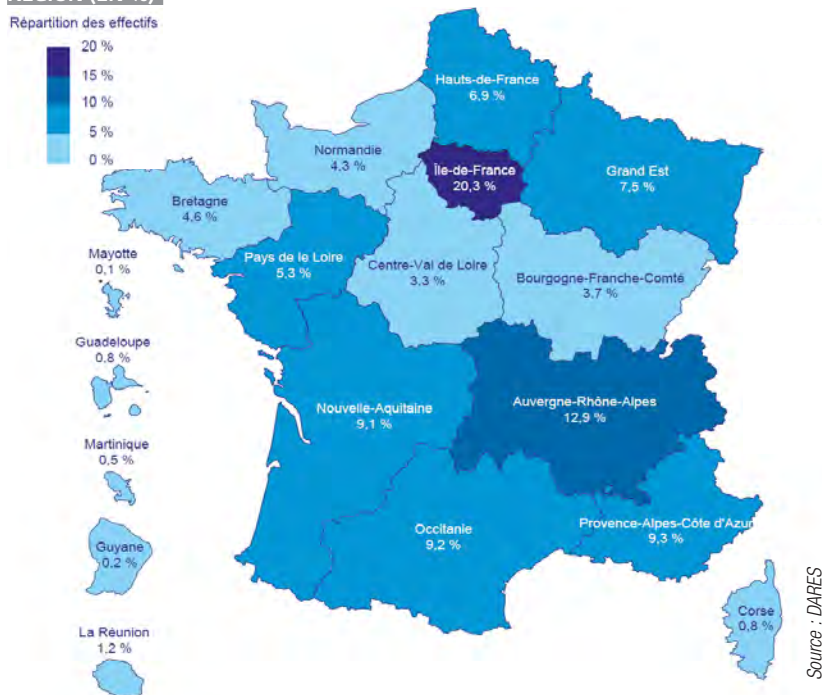 RÉGION (EN %)
Répartition des effectifs
20 %
15 %
10 %
5 %
0 %
Hauts-de-France
6,9 %
Normandie
4,3 %
Île-de-France
20,3 %
Grand Est
7,5 %
Bretagne
4,6 %
Pays de le Loire
5,3 %
Centre-Val de Loire
3,3 %
Bourgogne-Franche-Comté
3,7 %
Mayotte
0,1 %
Guadeloupe
0,8 %
Nouvelle-Aquitaine
9,1 %
Auvergne-Rhône-Alpes
12,9 %
Martinique
0,5 %
Occitanie
9,2 %
Provence-Alpes-Côte d'Azur
9,3 %
Guyane
0,2 %
Corse
0,8 %
La Réunion
1,2 %
Source : DARES